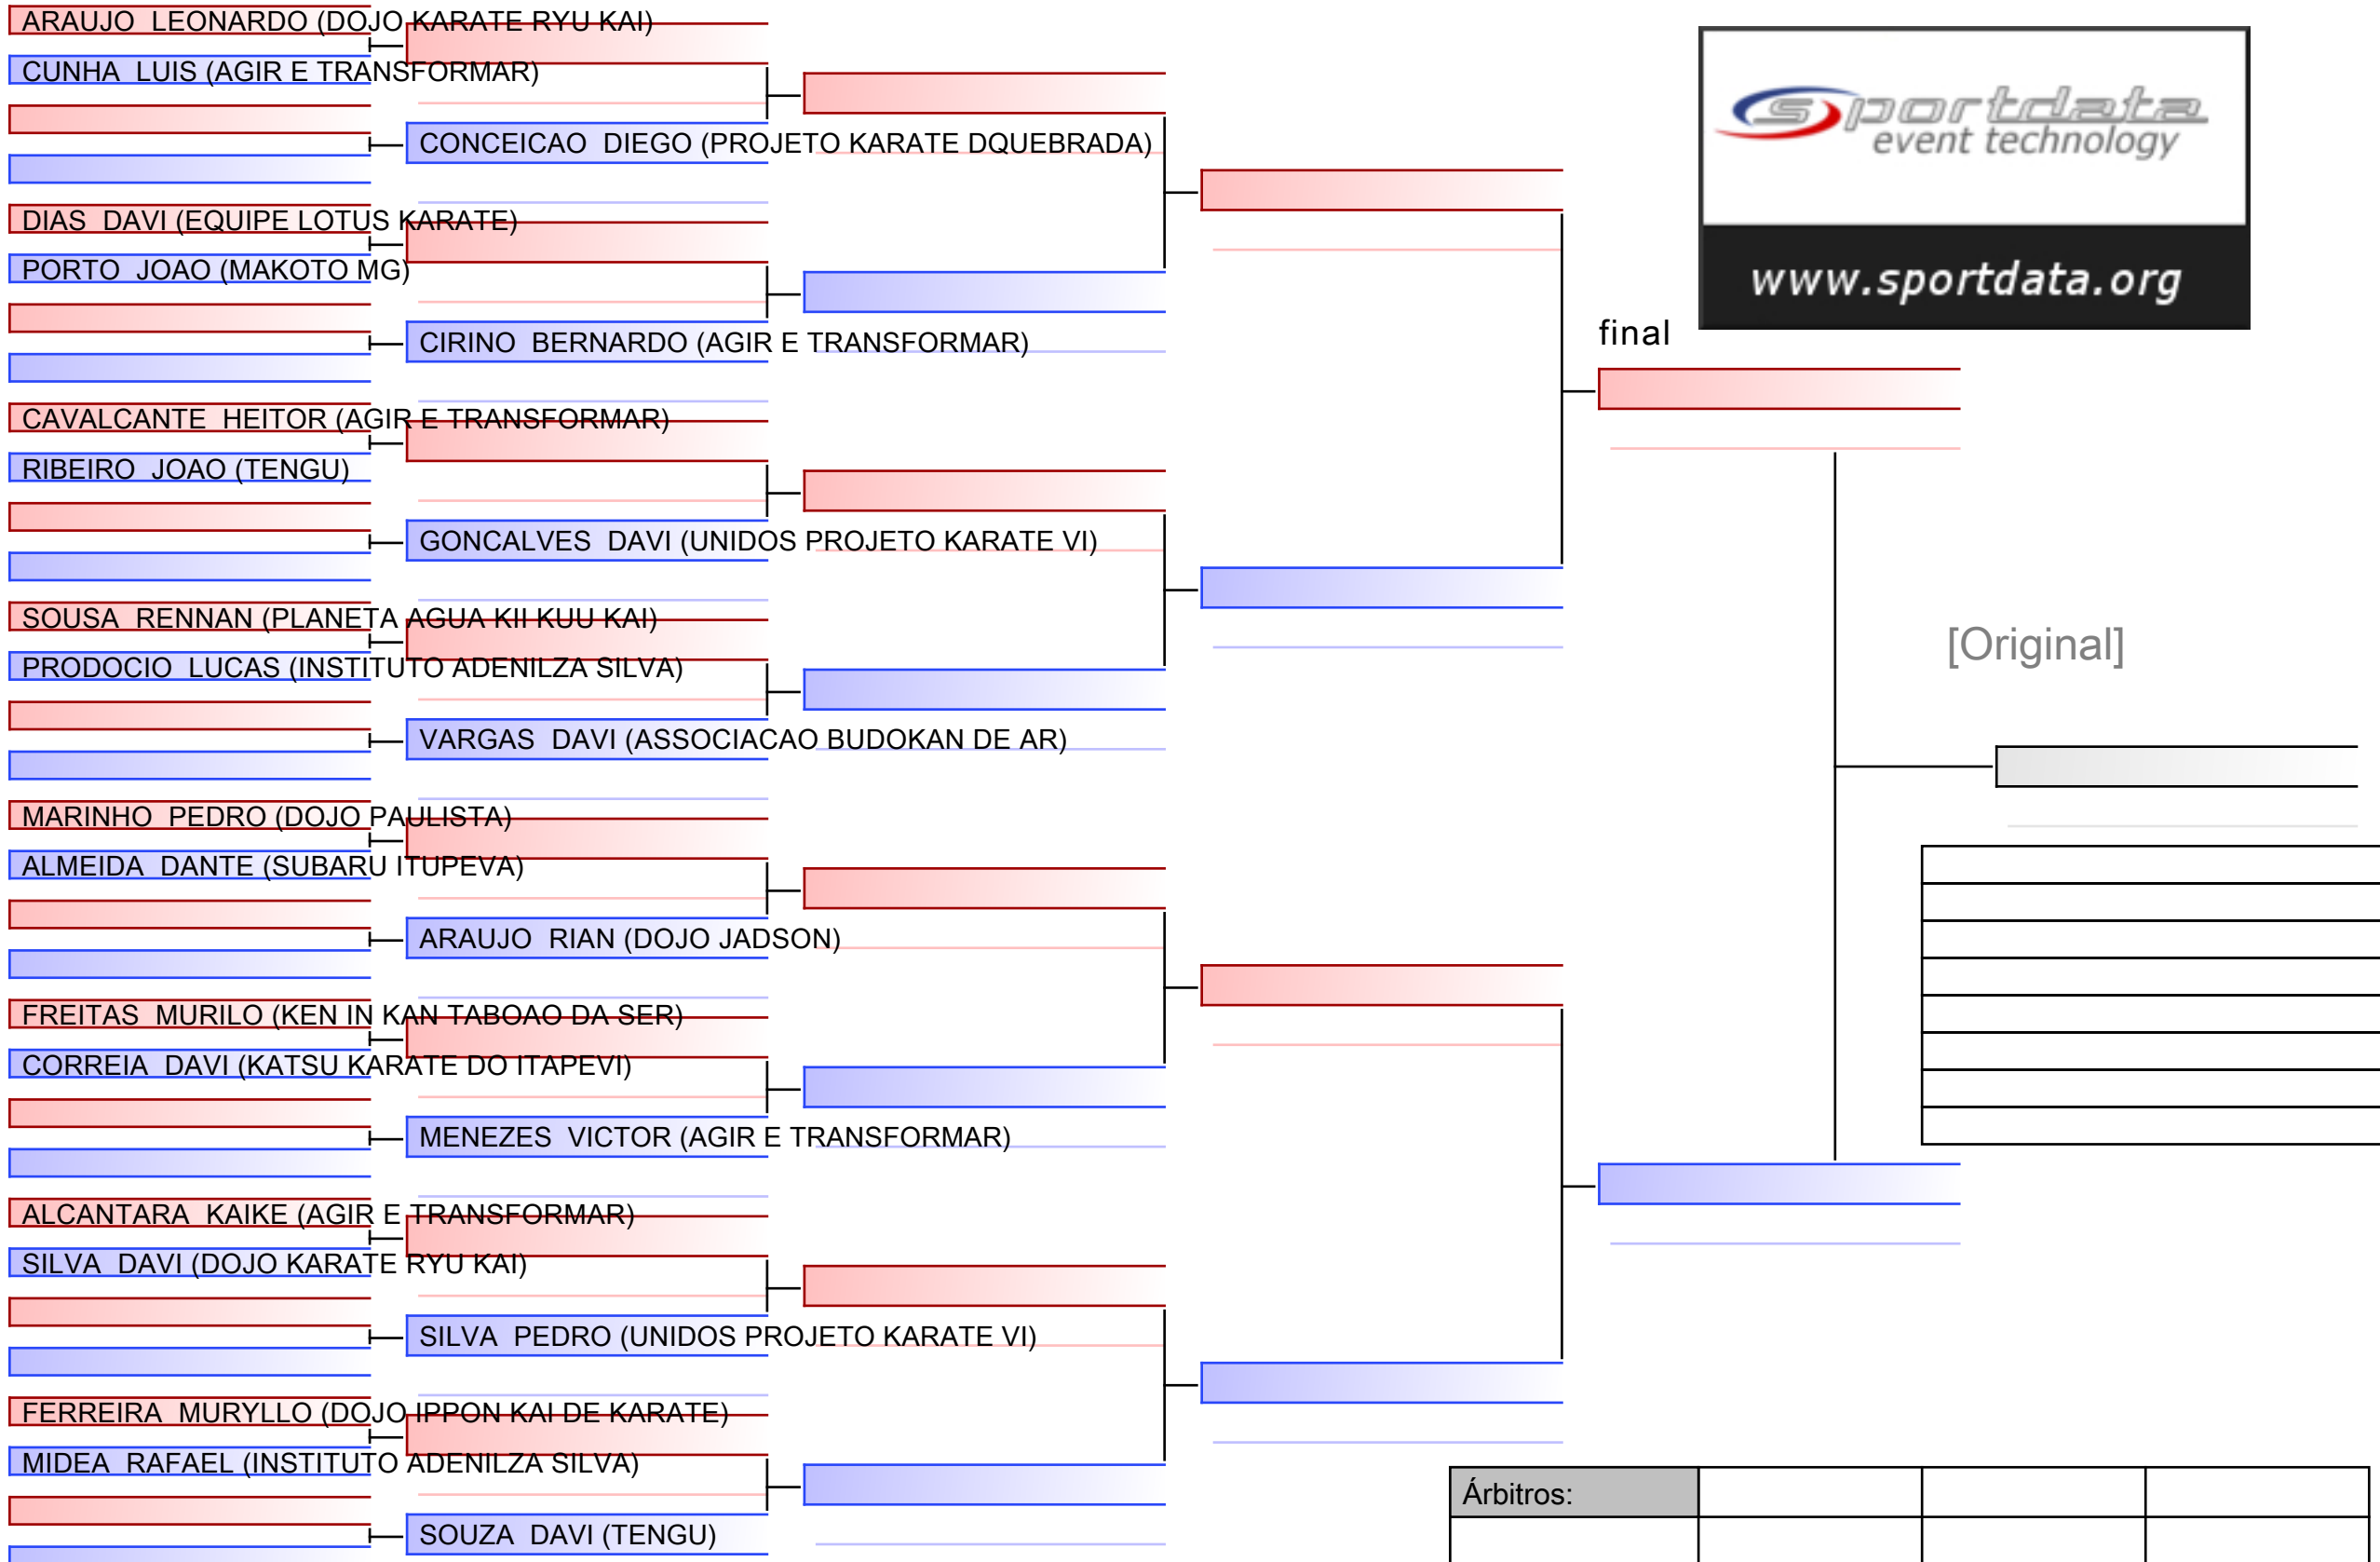 ARAUJO LEONARDO (DOJO KARATE RYU KAI)
CUNHA LUIS (AGIR E TRANSFORMAR)
CONCEICAO DIEGO (PROJETO KARATE DQUEBRADA)
DIAS DAVI (EQUIPE LOTUS KARATE)
PORTO JOAO (MAKOTO MG)
CIRINO BERNARDO (AGIR E TRANSFORMAR)
CAVALCANTE HEITOR (AGIR E TRANSFORMAR)
RIBEIRO JOAO (TENGU)
GONCALVES DAVI (UNIDOS PROJETO KARATE VI)
SOUSA RENNAN (PLANETA AGUA KII KUU KAI)
PRODOCIO LUCAS (INSTITUTO ADENILZA SILVA)
VARGAS DAVI (ASSOCIACAO BUDOKAN DE AR)
MARINHO PEDRO (DOJO PAULISTA)
ALMEIDA DANTE (SUBARU ITUPEVA)
ARAUJO RIAN (DOJO JADSON)
FREITAS MURILO (KEN IN KAN TABOAO DA SER)
CORREIA DAVI (KATSU KARATE DO ITAPEVI)
MENEZES VICTOR (AGIR E TRANSFORMAR)
ALCANTARA KAIKE (AGIR E TRANSFORMAR)
SILVA DAVI (DOJO KARATE RYU KAI)
SILVA PEDRO (UNIDOS PROJETO KARATE VI)
FERREIRA MURYLLO (DOJO IPPON KAI DE KARATE)
MIDEA RAFAEL (INSTITUTO ADENILZA SILVA)
SOUZA DAVI (TENGU)
sportdata
event technology
www.sportdata.org
final
[Original]
Árbitros: